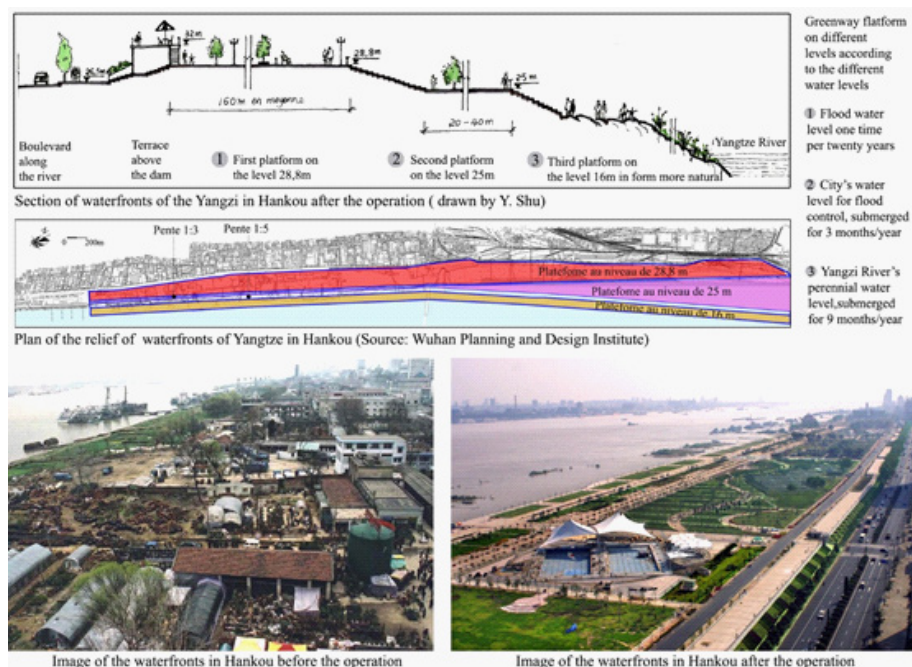 32m
28,8m
25m
160m en moyenne
20-40m
Yangtze River
Boulevard
along
the river
Terrace
above
the dam
1 First platform on
the level 28,8m
2 Second platform
on the level 25m
3 Third platform on
the level 16m in form more natural
Section of waterfronts of the Yangzi in Hankou after the operation ( drawn by Y. Shu)
Greenway flatform
on different
levels according
to the different
water levels
1 Flood water
level one time
per twenty years
2 City's water
level for flood
control, submerged
for 3 months/year
3 Yangzi River's
perennial water
level,submerged
for 9 months/year
200m
Pente 1:3
Pente 1:5
Plateforme au niveau de 28,8 m
Plateforme au niveau de 25 m
Plateforme au niveau de 16 m
Plan of the relief of waterfronts of Yangtze in Hankou (Source: Wuhan Planning and Design Institute)
Image of the waterfronts in Hankou before the operation
Image of the waterfronts in Hankou after the operation